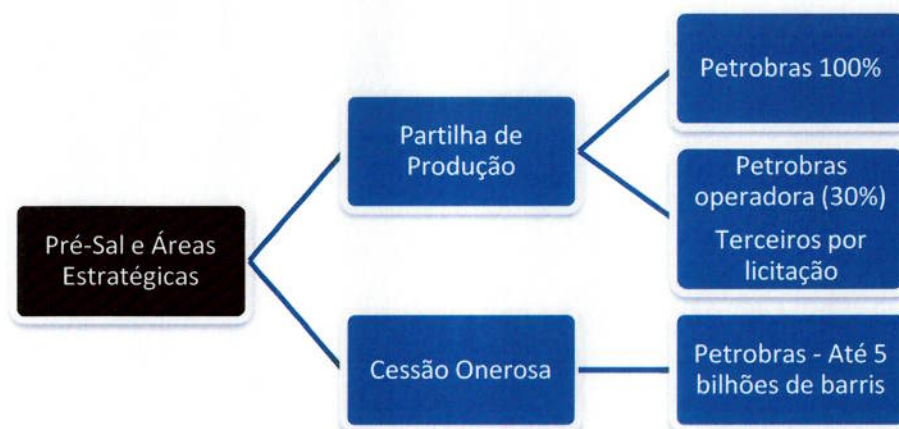 Pré-Sal e Áreas
Estratégicas
Partilha de
Produção
Petrobras 100%
Petrobras
operadora (30%)
Terceiros por
licitação
Cessão Onerosa
Petrobras - Até 5
bilhões de barris